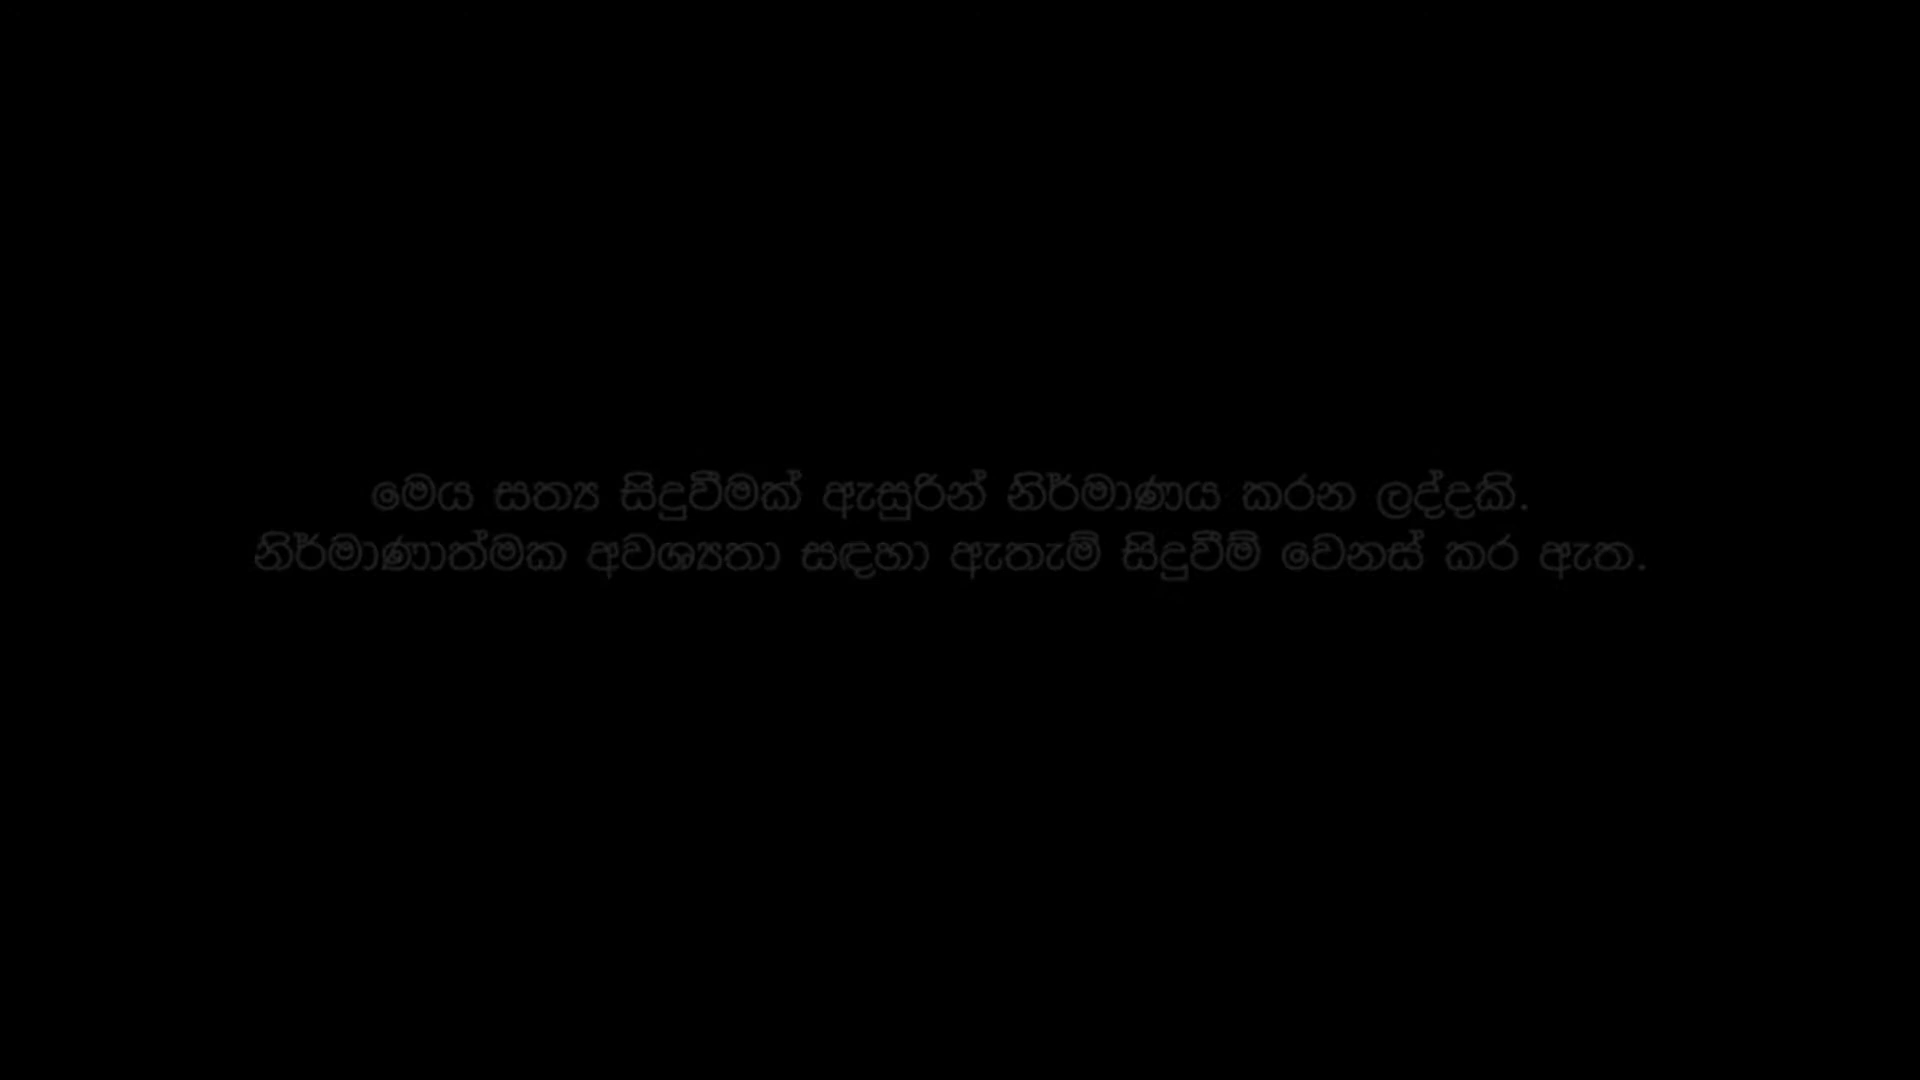 මෙය සත්‍ය සිදුවීමක් ඇසුරින් නිර්මාණය කරන ලද්දකි.
නිර්මාණාත්මක අවශ්‍යතා සඳහා ඇතැම් සිදුවීම් වෙනස් කර ඇත.